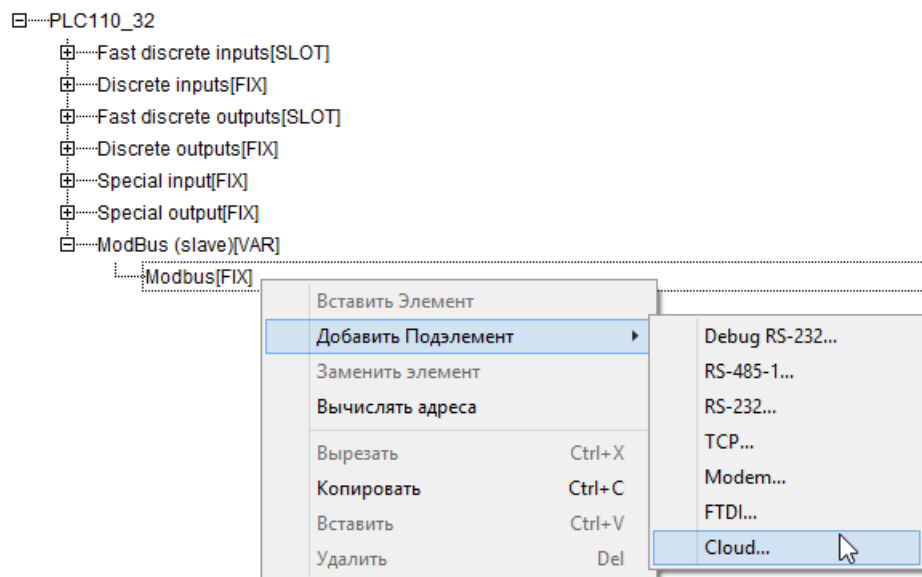 PLC110_32
Fast discrete inputs[SLOT]
Discrete inputs[FIX]
Fast discrete outputs[SLOT]
Discrete outputs[FIX]
Special input[FIX]
Special output[FIX]
ModBus (slave)[VAR]
Modbus[FIX]
Вставить Элемент
Добавить Подэлемент
Заменить элемент
Вычислять адреса
Вырезать Ctrl+X
Копировать Ctrl+C
Вставить Ctrl+V
Удалить Del
Debug RS-232...
RS-485-1...
RS-232...
TCP...
Modem...
FTDI...
Cloud...